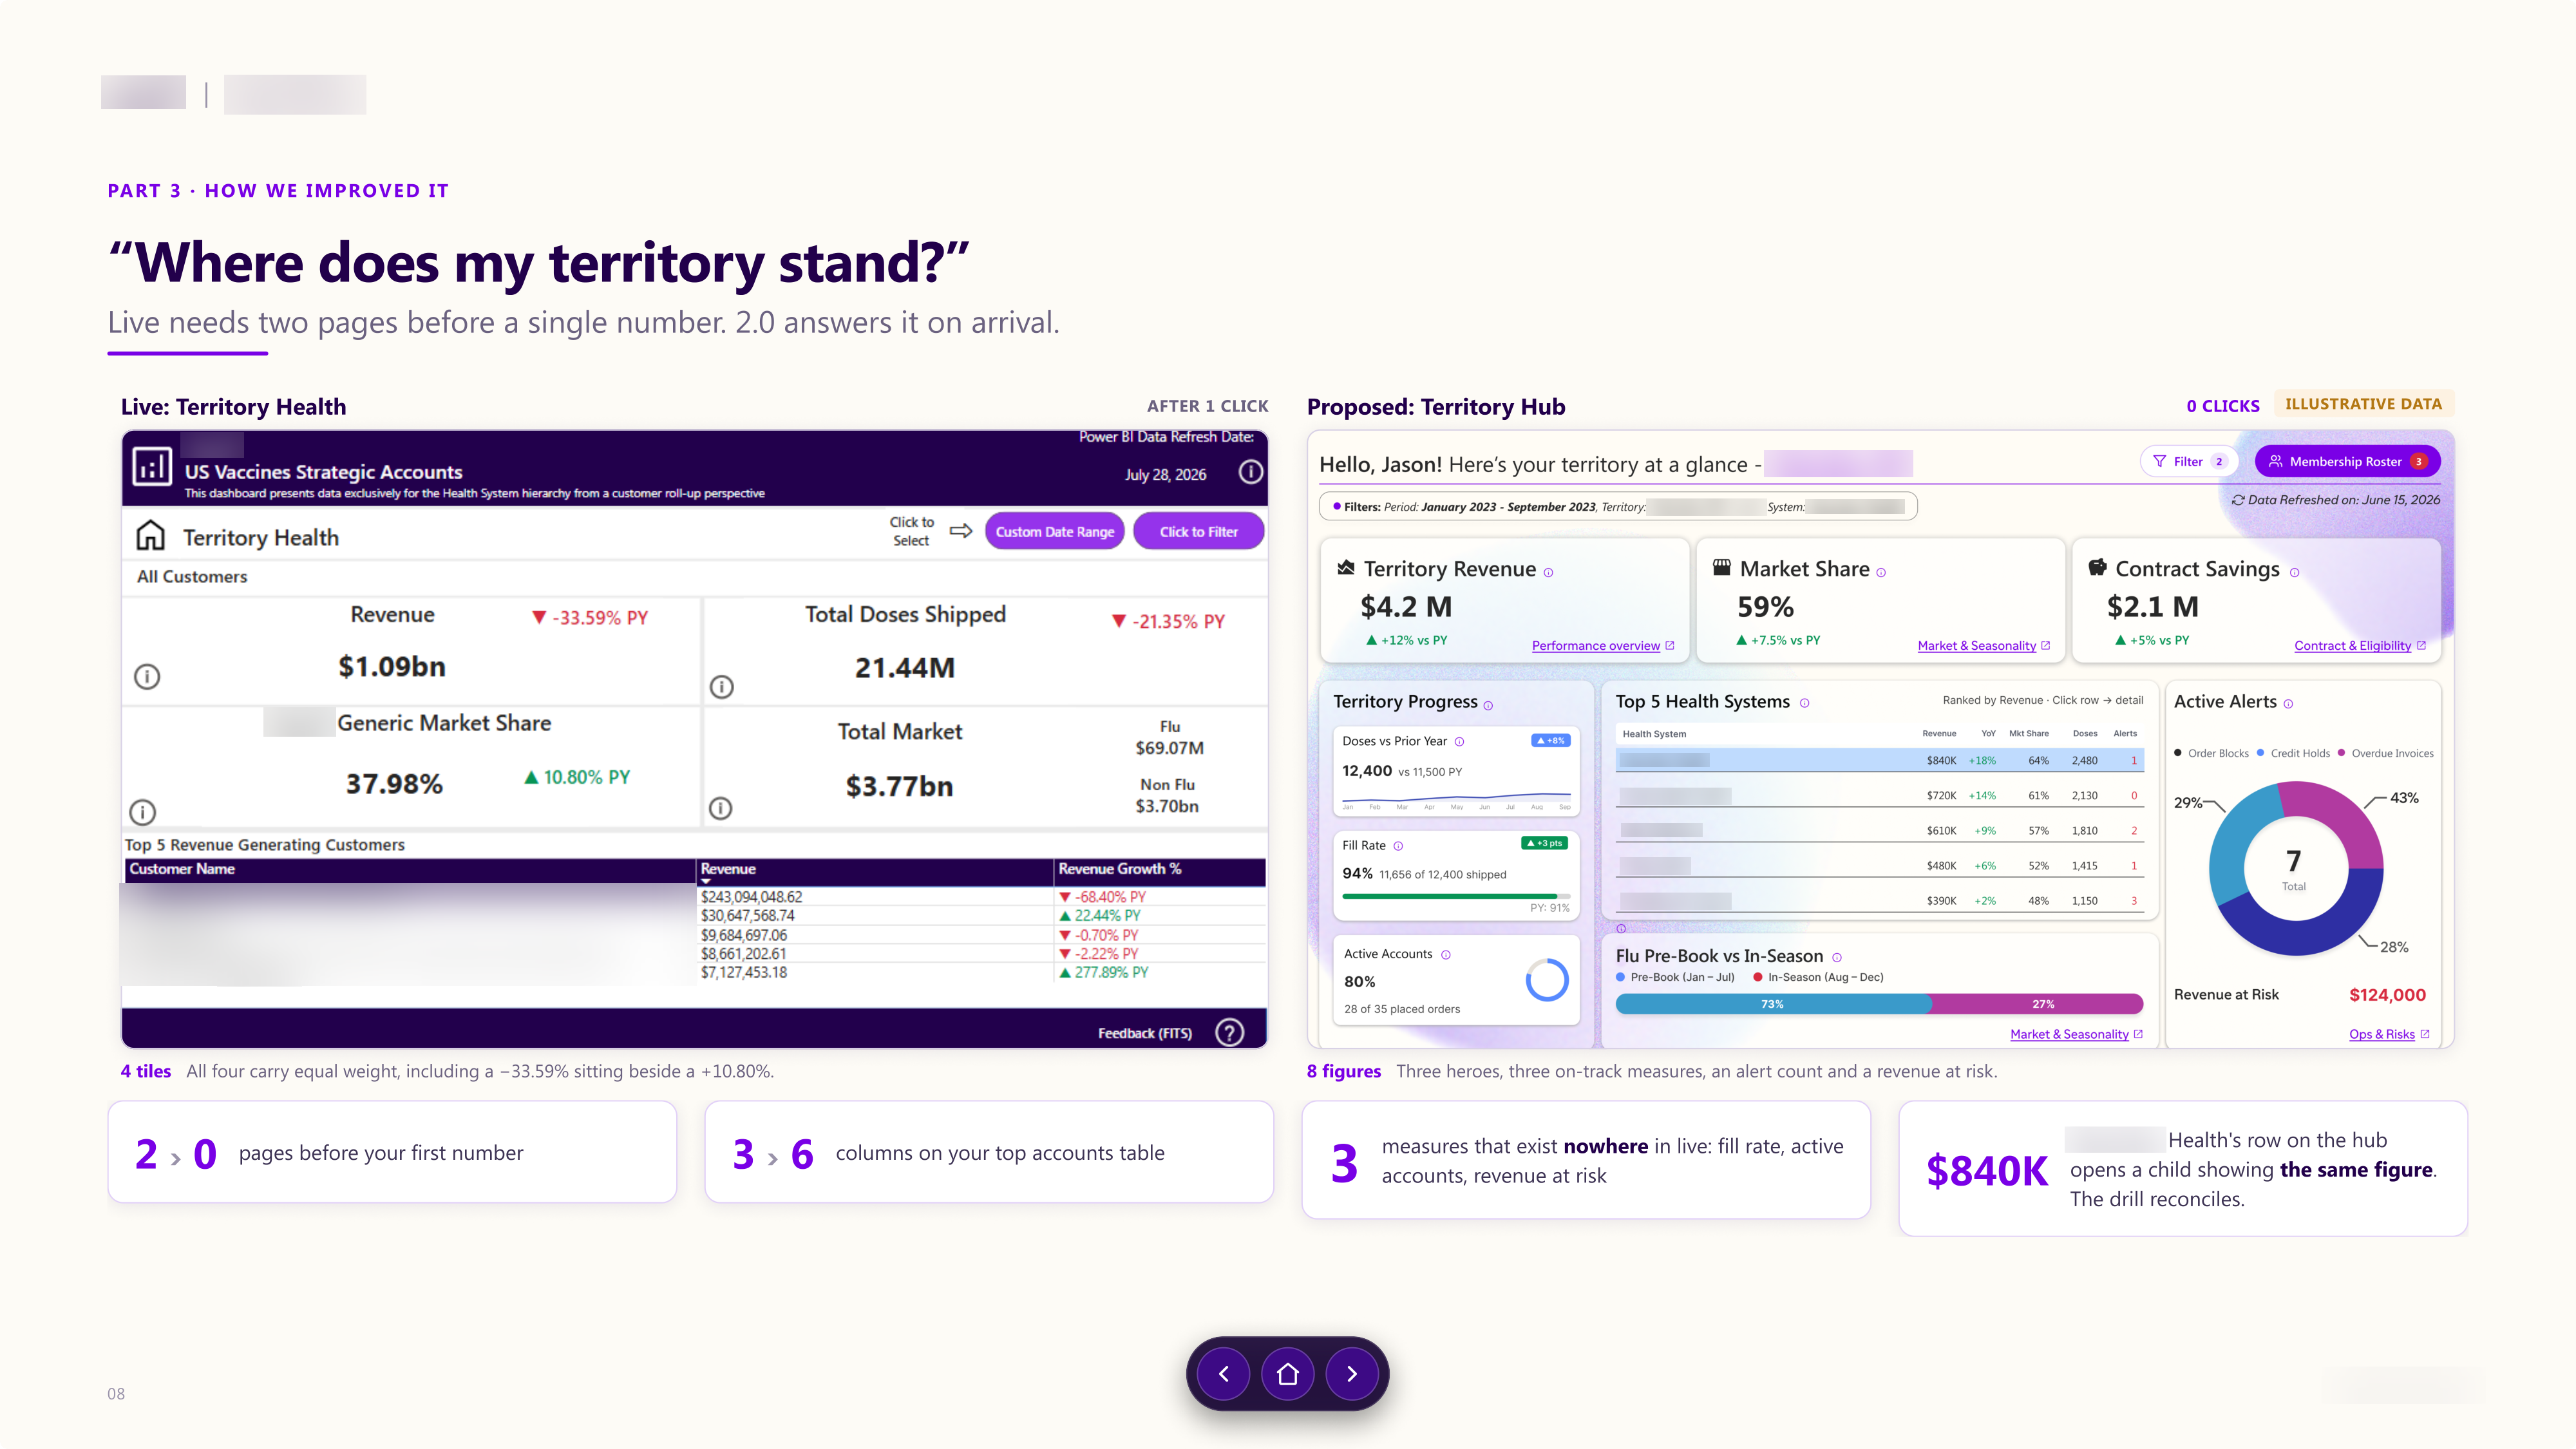 PART 3 · HOW WE IMPROVED IT
“Where does my territory stand?”
Live needs two pages before a single number. 2.0 answers it on arrival.
Live: Territory Health
AFTER 1 CLICK
Power BI Data Refresh Date:
US Vaccines Strategic Accounts
July 28, 2026
This dashboard presents data exclusively for the Health System hierarchy from a customer roll-up perspective
Territory Health
Click to
Select
Custom Date Range
Click to Filter
All Customers
Revenue
▼ -33.59% PY
$1.09bn
Total Doses Shipped
▼ -21.35% PY
21.44M
Generic Market Share
37.98%
▲ 10.80% PY
Total Market
$3.77bn
Flu
$69.07M
Non Flu
$3.70bn
Top 5 Revenue Generating Customers
Customer Name Revenue Revenue Growth %
$243,094,048.62 ▼ -68.40% PY
$30,647,568.74 ▲ 22.44% PY
$9,684,697.06 ▼ -0.70% PY
$8,661,202.61 ▼ -2.22% PY
$7,127,453.18 ▲ 277.89% PY
Feedback (FITS)
4 tiles All four carry equal weight, including a −33.59% sitting beside a +10.80%.
Proposed: Territory Hub
0 CLICKS
ILLUSTRATIVE DATA
Hello, Jason! Here’s your territory at a glance -
Filter 2
Membership Roster 3
Filters: Period: January 2023 - September 2023, Territory: System:
Data Refreshed on: June 15, 2026
Territory Revenue
$4.2 M
▲ +12% vs PY
Performance overview
Market Share
59%
▲ +7.5% vs PY
Market & Seasonality
Contract Savings
$2.1 M
▲ +5% vs PY
Contract & Eligibility
Territory Progress
Doses vs Prior Year
▲ +8%
12,400 vs 11,500 PY
Jan Feb Mar Apr May Jun Jul Aug Sep
Fill Rate
▲ +3 pts
94% 11,656 of 12,400 shipped
PY: 91%
Active Accounts
80%
28 of 35 placed orders
Top 5 Health Systems
Ranked by Revenue · Click row → detail
Health System Revenue YoY Mkt Share Doses Alerts
$840K +18% 64% 2,480 1
$720K +14% 61% 2,130 0
$610K +9% 57% 1,810 2
$480K +6% 52% 1,415 1
$390K +2% 48% 1,150 3
Flu Pre-Book vs In-Season
Pre-Book (Jan – Jul) In-Season (Aug – Dec)
73% 27%
Market & Seasonality
Active Alerts
Order Blocks Credit Holds Overdue Invoices
29%
43%
7
Total
28%
Revenue at Risk $124,000
Ops & Risks
8 figures Three heroes, three on-track measures, an alert count and a revenue at risk.
2 › 0 pages before your first number
3 › 6 columns on your top accounts table
3
measures that exist nowhere in live: fill rate, active
accounts, revenue at risk
$840K
Health's row on the hub
opens a child showing the same figure.
The drill reconciles.
08